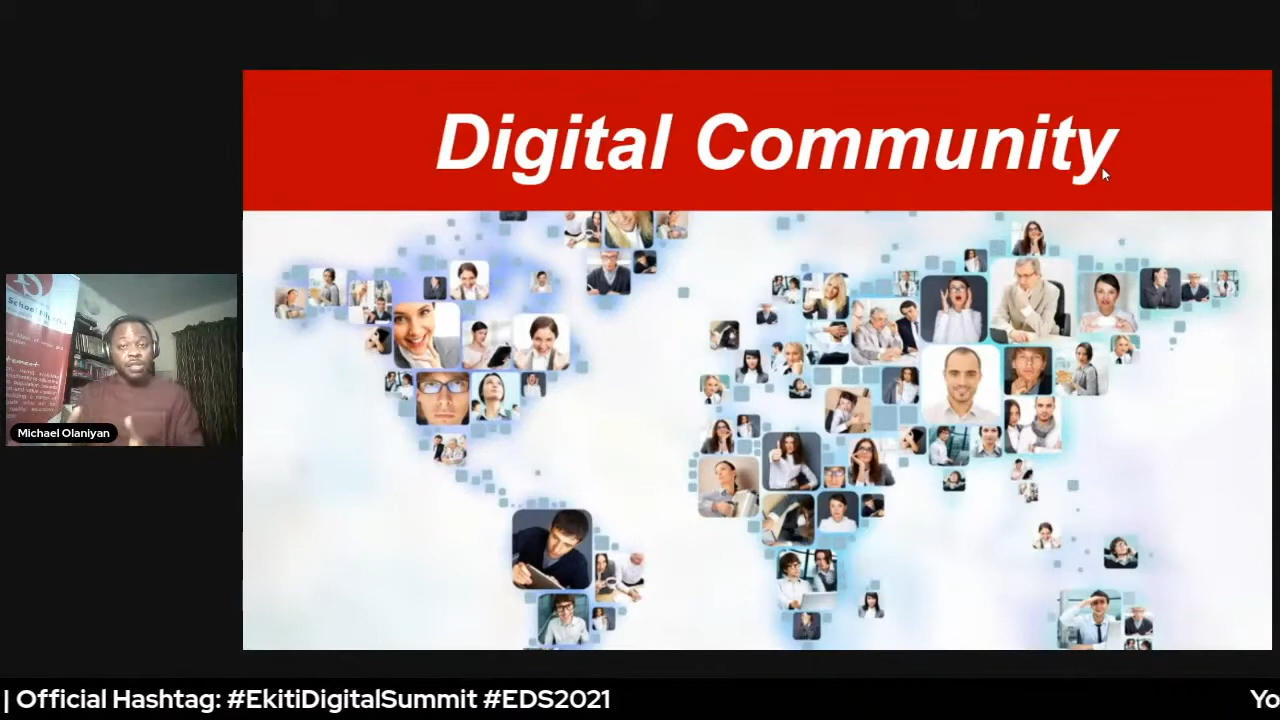 Digital Community
Michael Olaniyan
| Official Hashtag: #EkitiDigitalSummit #EDS2021
Yo